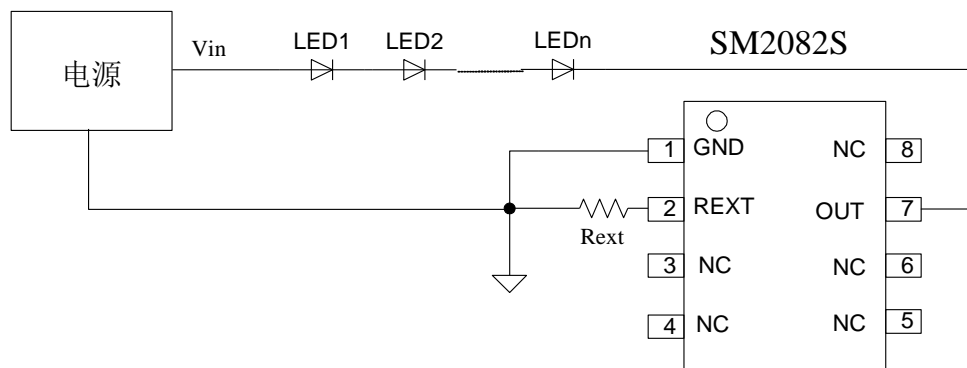 电源
Vin
LED1
LED2
LEDn
SM2082S
1
GND
NC
8
2
REXT
OUT
7
Rext
3
NC
NC
6
4
NC
NC
5